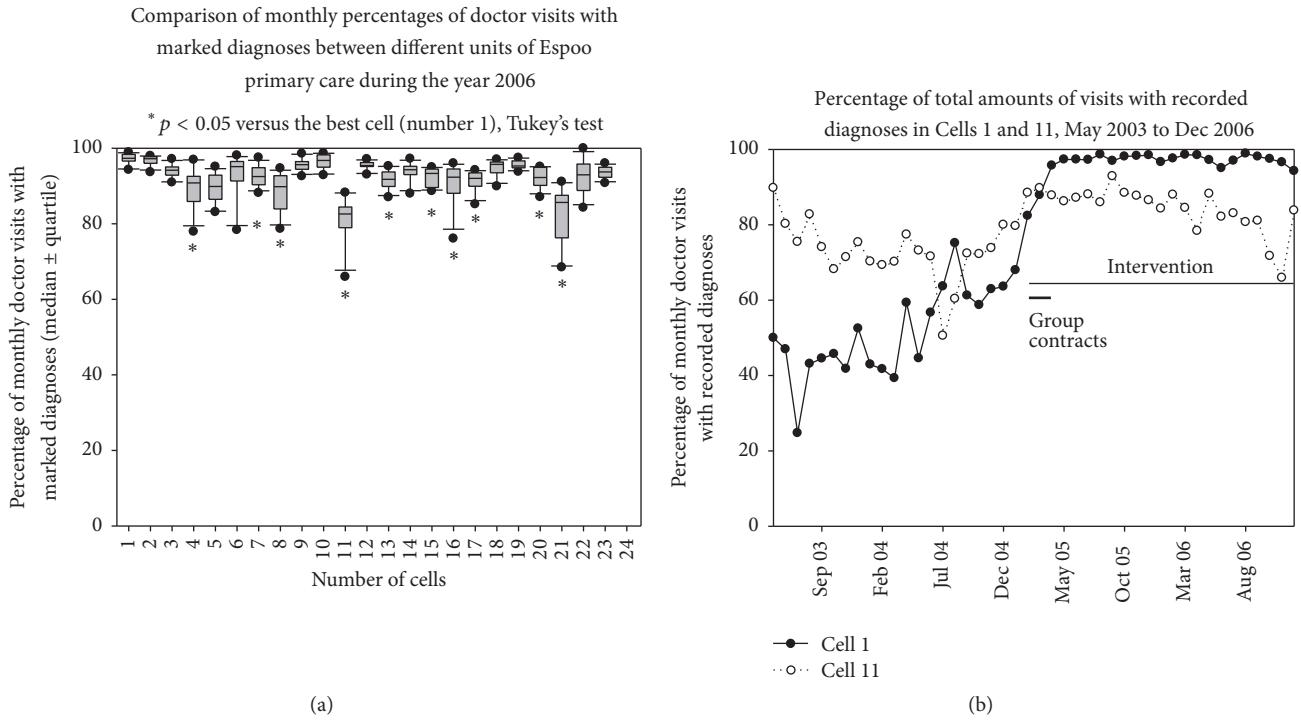 Comparison of monthly percentages of doctor visits with
marked diagnoses between different units of Espoo
primary care during the year 2006
* p < 0.05 versus the best cell (number 1), Tukey's test
Percentage of monthly doctor visits with
marked diagnoses (median ± quartile)
100
80
60
40
20
0
* * * * * * * * * *
1 2 3 4 5 6 7 8 9 10 11 12 13 14 15 16 17 18 19 20 21 22 23 24
Number of cells
(a)
Percentage of total amounts of visits with recorded
diagnoses in Cells 1 and 11, May 2003 to Dec 2006
Percentage of monthly doctor visits
with recorded diagnoses
100
80
60
40
20
0
Intervention
Group
contracts
Sep 03 Feb 04 Jul 04 Dec 04 May 05 Oct 05 Mar 06 Aug 06
Cell 1
Cell 11
(b)